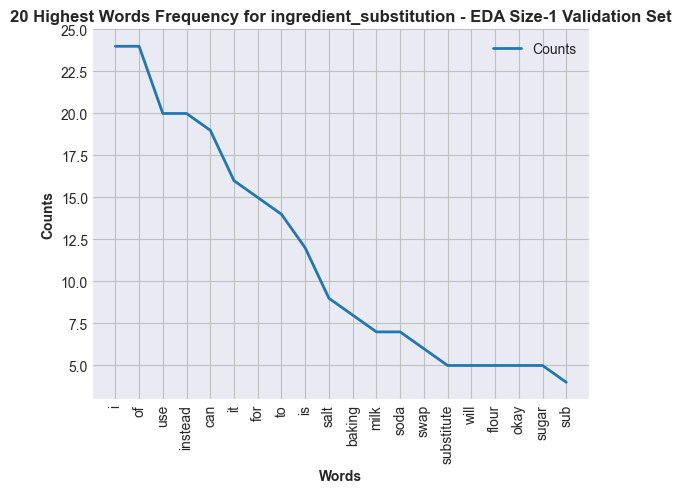 20 Highest Words Frequency for ingredient_substitution - EDA Size-1 Validation Set
Counts
25.0
22.5
20.0
17.5
15.0
12.5
10.0
7.5
5.0
Counts
i
of
use
instead
can
it
for
to
is
salt
baking
milk
soda
swap
substitute
will
flour
okay
sugar
sub
Words